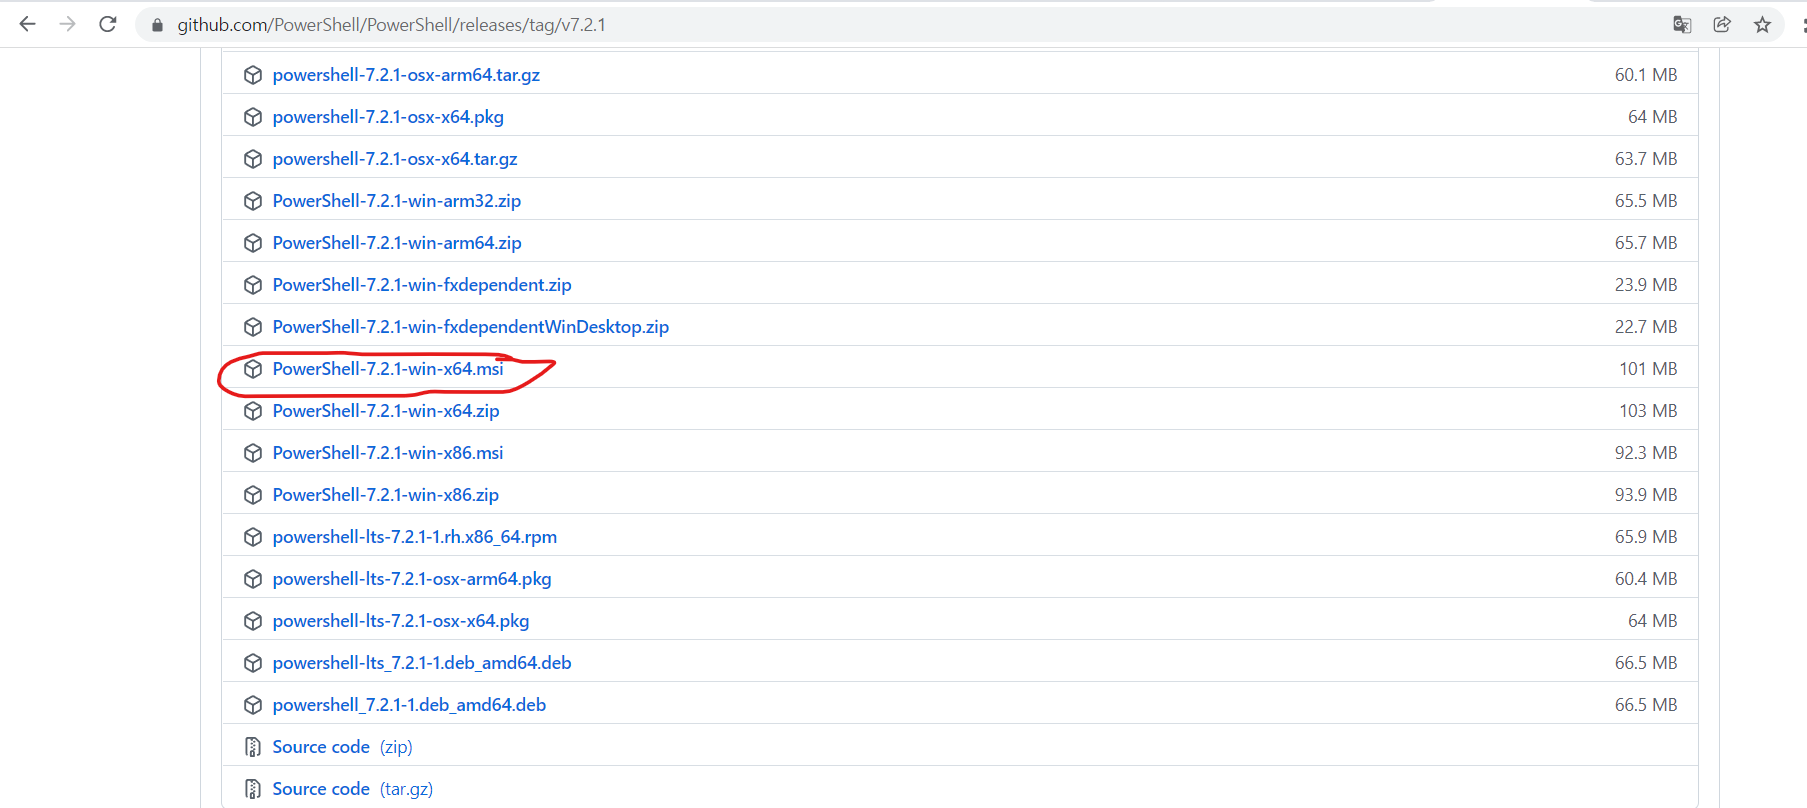 github.com/PowerShell/PowerShell/releases/tag/v7.2.1
powershell-7.2.1-osx-arm64.tar.gz 60.1 MB
powershell-7.2.1-osx-x64.pkg 64 MB
powershell-7.2.1-osx-x64.tar.gz 63.7 MB
PowerShell-7.2.1-win-arm32.zip 65.5 MB
PowerShell-7.2.1-win-arm64.zip 65.7 MB
PowerShell-7.2.1-win-fxdependent.zip 23.9 MB
PowerShell-7.2.1-win-fxdependentWinDesktop.zip 22.7 MB
PowerShell-7.2.1-win-x64.msi 101 MB
PowerShell-7.2.1-win-x64.zip 103 MB
PowerShell-7.2.1-win-x86.msi 92.3 MB
PowerShell-7.2.1-win-x86.zip 93.9 MB
powershell-lts-7.2.1-1.rh.x86_64.rpm 65.9 MB
powershell-lts-7.2.1-osx-arm64.pkg 60.4 MB
powershell-lts-7.2.1-osx-x64.pkg 64 MB
powershell-lts_7.2.1-1.deb_amd64.deb 66.5 MB
powershell_7.2.1-1.deb_amd64.deb 66.5 MB
Source code (zip)
Source code (tar.gz)